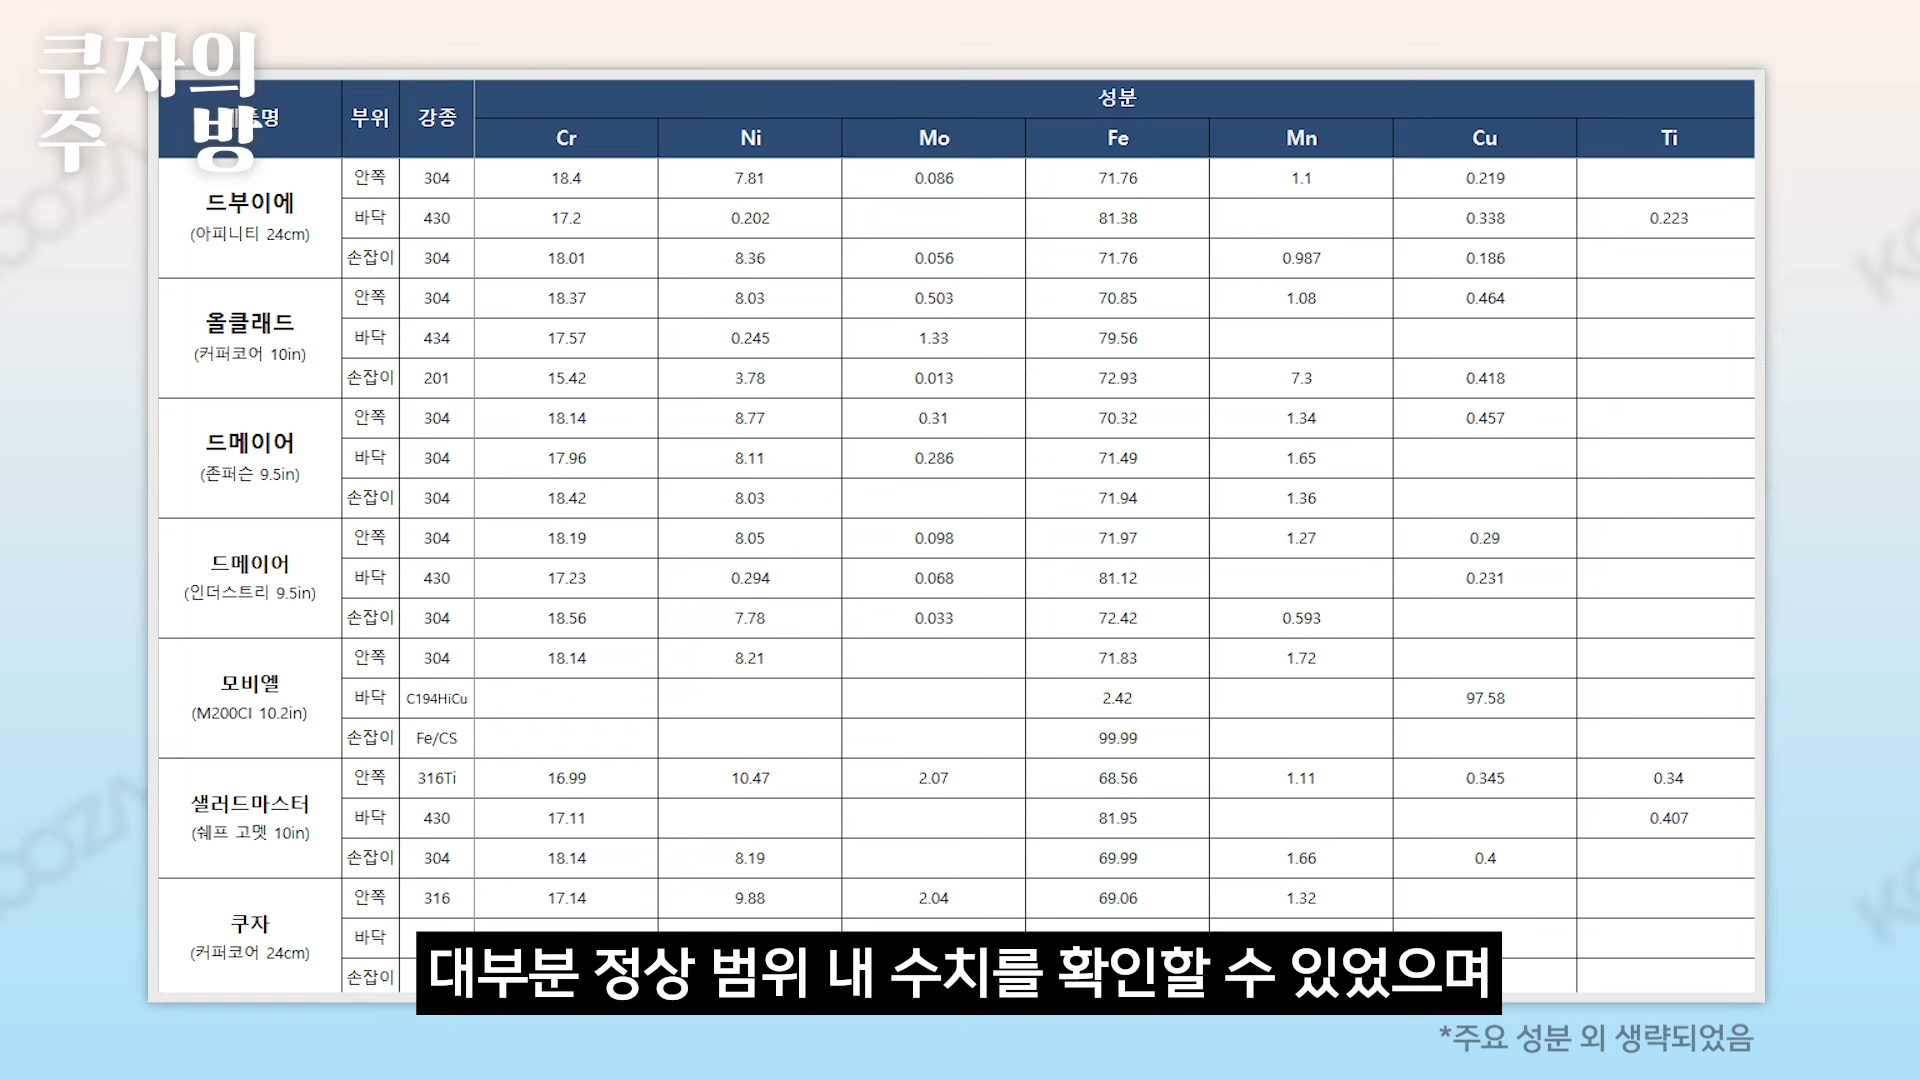 쿠자의
주방
부위 강종 성분
Cr Ni Mo Fe Mn Cu Ti
드부이에
(아피니티 24cm)
안쪽 304 18.4 7.81 0.086 71.76 1.1 0.219
바닥 430 17.2 0.202 81.38 0.338 0.223
손잡이 304 18.01 8.36 0.056 71.76 0.987 0.186
올클래드
(커퍼코어 10in)
안쪽 304 18.37 8.03 0.503 70.85 1.08 0.464
바닥 434 17.57 0.245 1.33 79.56
손잡이 201 15.42 3.78 0.013 72.93 7.3 0.418
드메이어
(존퍼슨 9.5in)
안쪽 304 18.14 8.77 0.31 70.32 1.34 0.457
바닥 304 17.96 8.11 0.286 71.49 1.65
손잡이 304 18.42 8.03 71.94 1.36
드메이어
(인더스트리 9.5in)
안쪽 304 18.19 8.05 0.098 71.97 1.27 0.29
바닥 430 17.23 0.294 0.068 81.12 0.231
손잡이 304 18.56 7.78 0.033 72.42 0.593
모비엘
(M200CI 10.2in)
안쪽 304 18.14 8.21 71.83 1.72
바닥 C194HiCu 2.42 97.58
손잡이 Fe/CS 99.99
샐러드마스터
(쉐프 고멧 10in)
안쪽 316Ti 16.99 10.47 2.07 68.56 1.11 0.345 0.34
바닥 430 17.11 81.95 0.407
손잡이 304 18.14 8.19 69.99 1.66 0.4
쿠자
(커퍼코어 24cm)
안쪽 316 17.14 9.88 2.04 69.06 1.32
바닥
손잡이
대부분 정상 범위 내 수치를 확인할 수 있었으며
*주요 성분 외 생략되었음